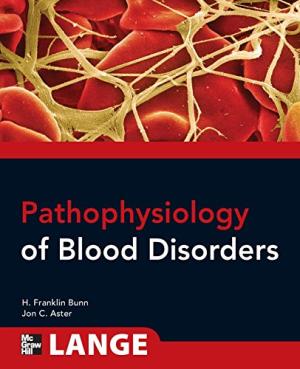 Pathophysiology
of Blood Disorders
H. Franklin Bunn
Jon C. Aster
Mc
Graw
Hill
LANGE